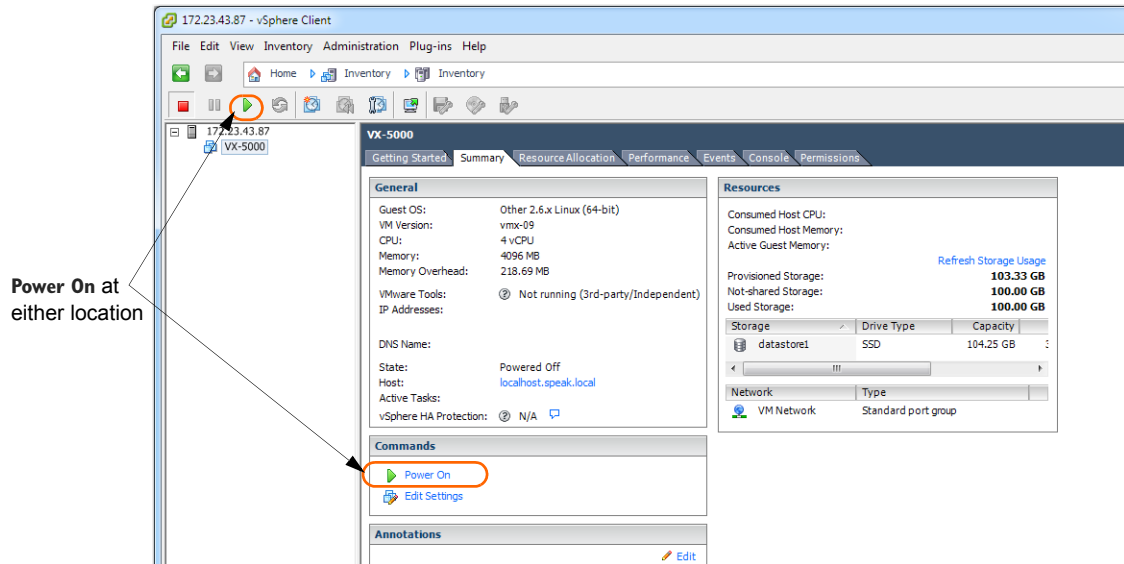 172.23.43.87 - vSphere Client
File Edit View Inventory Administration Plug-ins Help
Home Inventory Inventory
172.23.43.87
VX-5000
Power On at
either location
VX-5000
Getting Started Summary Resource Allocation Performance Events Console Permissions
General
Guest OS: Other 2.6.x Linux (64-bit)
VM Version: vmx-09
CPU: 4 vCPU
Memory: 4096 MB
Memory Overhead: 218.69 MB
VMware Tools: Not running (3rd-party/Independent)
IP Addresses:
DNS Name:
State: Powered Off
Host: localhost.speak.local
Active Tasks:
vSphere HA Protection: N/A
Commands
Power On
Edit Settings
Annotations
Edit
Resources
Consumed Host CPU:
Consumed Host Memory:
Active Guest Memory:
Refresh Storage Usage
Provisioned Storage: 103.33 GB
Not-shared Storage: 100.00 GB
Used Storage: 100.00 GB
Storage Drive Type Capacity
datastore1 SSD 104.25 GB
Network Type
VM Network Standard port group